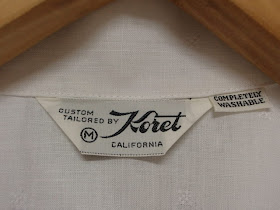 CUSTOM
TAILORED BY
Koret
M
CALIFORNIA
COMPLETELY
WASHABLE